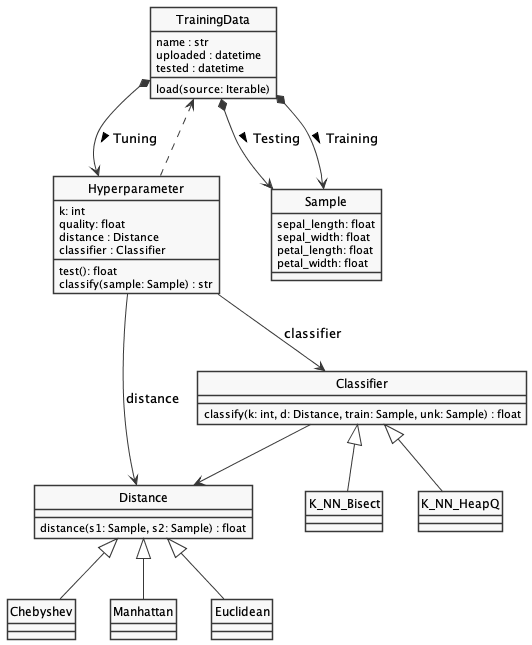 TrainingData
name : str
uploaded : datetime
tested : datetime
load(source: Iterable)
Tuning
Testing
Training
Hyperparameter
k: int
quality: float
distance : Distance
classifier : Classifier
test(): float
classify(sample: Sample) : str
Sample
sepal_length: float
sepal_width: float
petal_length: float
petal_width: float
classifier
distance
Classifier
classify(k: int, d: Distance, train: Sample, unk: Sample) : float
Distance
distance(s1: Sample, s2: Sample) : float
K_NN_Bisect
K_NN_HeapQ
Chebyshev
Manhattan
Euclidean